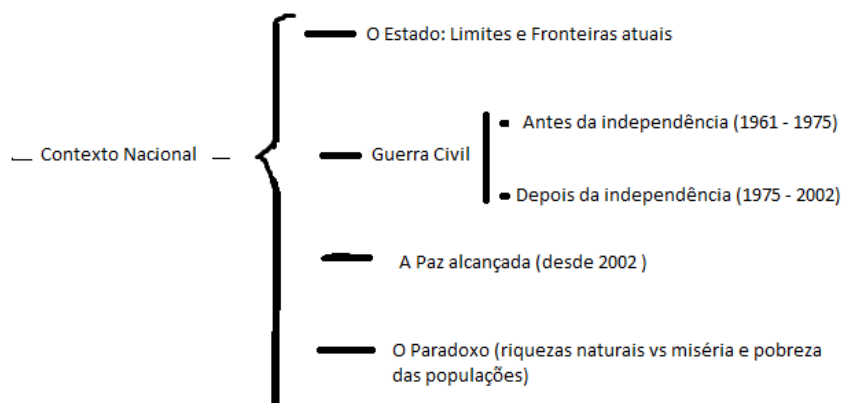 O Estado: Limites e Fronteiras atuais
Antes da independência (1961 - 1975)
Contexto Nacional
Guerra Civil
Depois da independência (1975 - 2002)
A Paz alcançada (desde 2002 )
O Paradoxo (riquezas naturais vs miséria e pobreza
das populações)